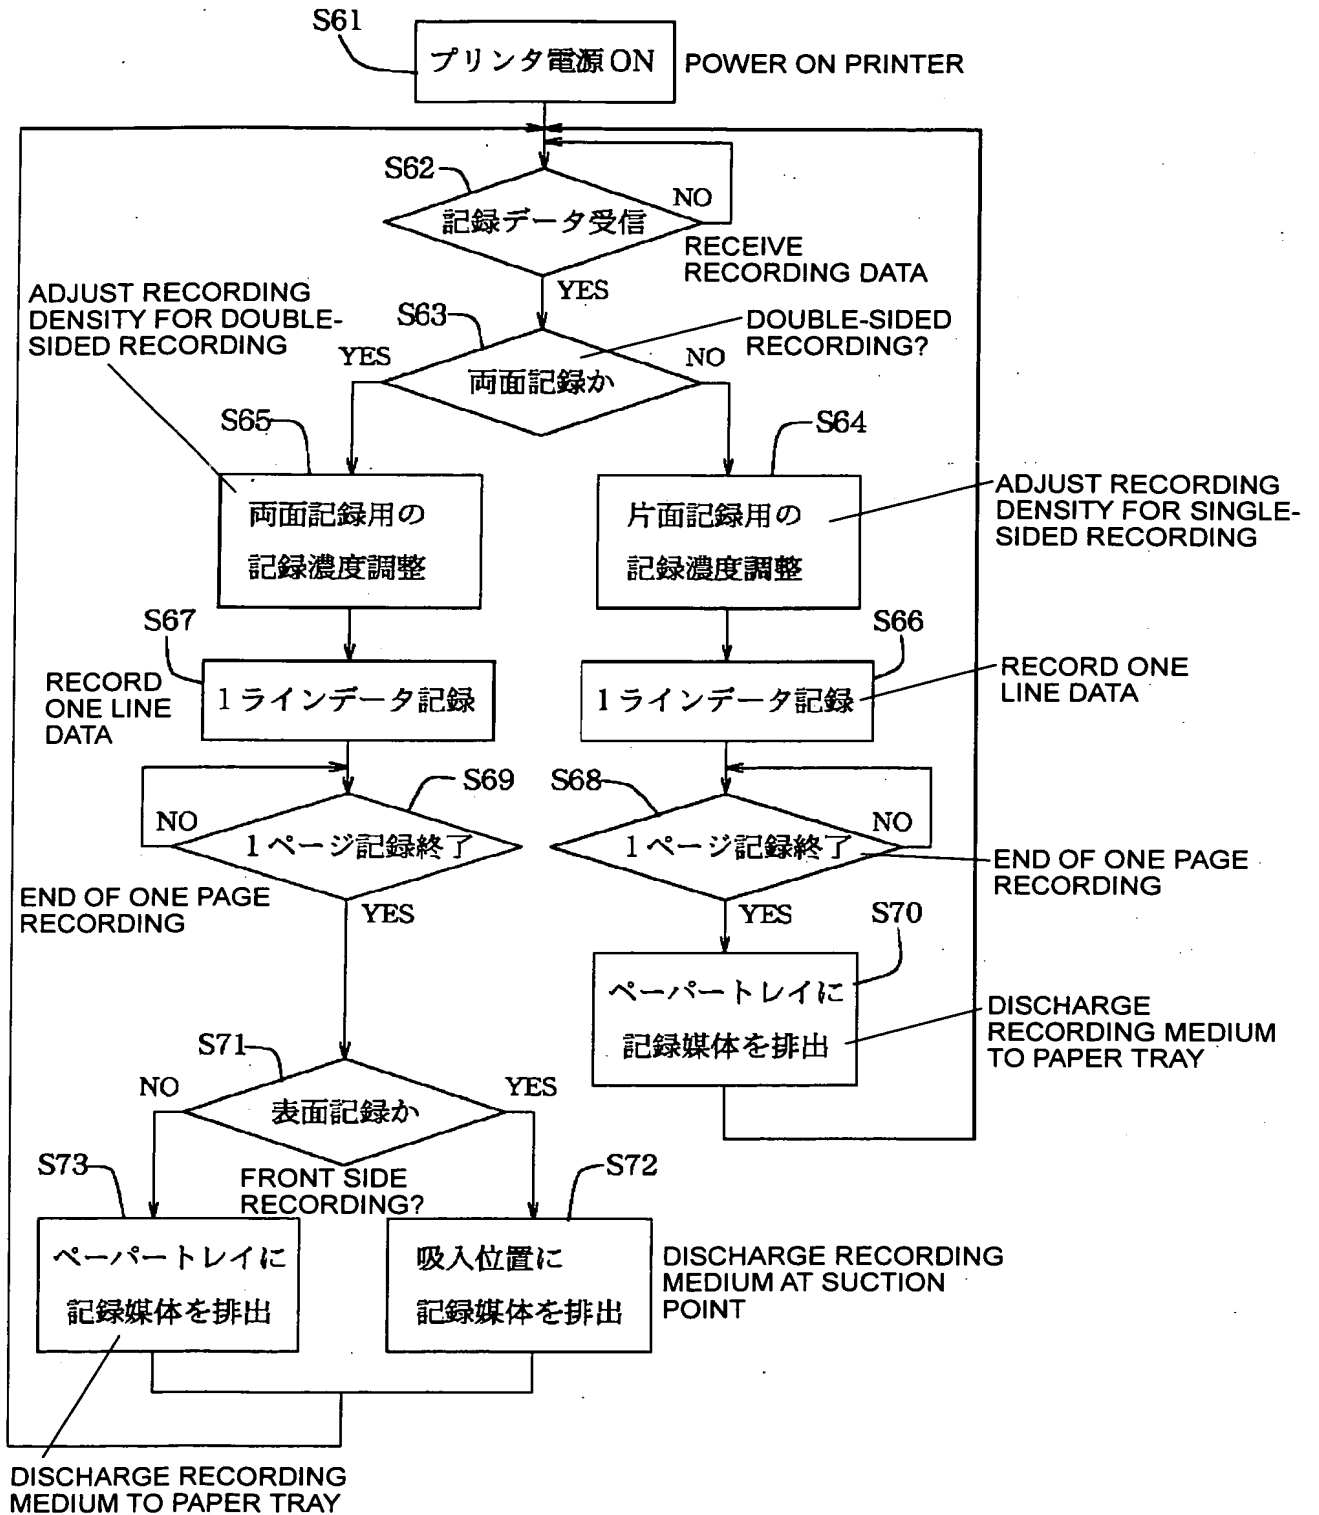 S61
プリンタ電源ON
POWER ON PRINTER
S62
NO
記録データ受信
RECEIVE
RECORDING DATA
YES
ADJUST RECORDING
DENSITY FOR DOUBLE-
SIDED RECORDING
S63
DOUBLE-SIDED
RECORDING?
YES
NO
両面記録か
S65
S64
両面記録用の
記録濃度調整
片面記録用の
記録濃度調整
ADJUST RECORDING
DENSITY FOR SINGLE-
SIDED RECORDING
S67
S66
RECORD
ONE LINE
DATA
1ラインデータ記録
1ラインデータ記録
RECORD ONE
LINE DATA
S69
S68
NO
1ページ記録終了
1ページ記録終了
NO
END OF ONE PAGE
RECORDING
END OF ONE PAGE
RECORDING
YES
YES
S70
ペーパートレイに
記録媒体を排出
DISCHARGE
RECORDING MEDIUM
TO PAPER TRAY
S71
NO
YES
表面記録か
FRONT SIDE
RECORDING?
S73
S72
ペーパートレイに
記録媒体を排出
吸入位置に
記録媒体を排出
DISCHARGE RECORDING
MEDIUM AT SUCTION
POINT
DISCHARGE RECORDING
MEDIUM TO PAPER TRAY